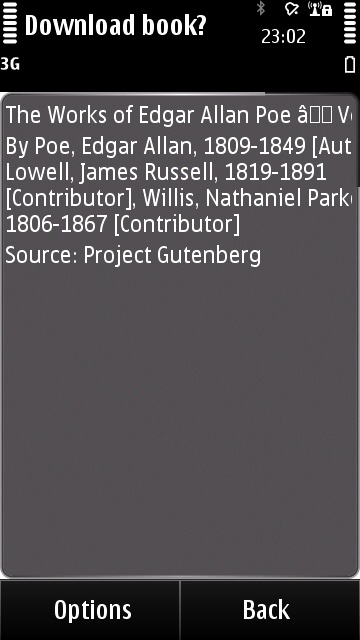 Download book?
23:02
3G
The Works of Edgar Allan Poe â
By Poe, Edgar Allan, 1809-1849 [Aut
Lowell, James Russell, 1819-1891
[Contributor], Willis, Nathaniel Park
1806-1867 [Contributor]
Source: Project Gutenberg
Options
Back